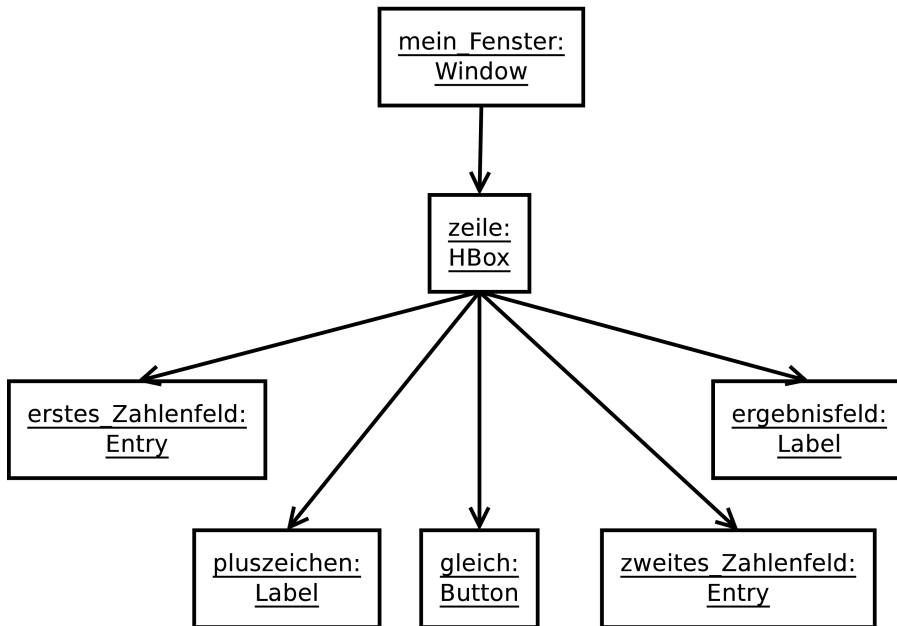 mein_Fenster:
Window
zeile:
HBox
erstes_Zahlenfeld:
Entry
ergebnisfeld:
Label
pluszeichen:
Label
gleich:
Button
zweites_Zahlenfeld:
Entry